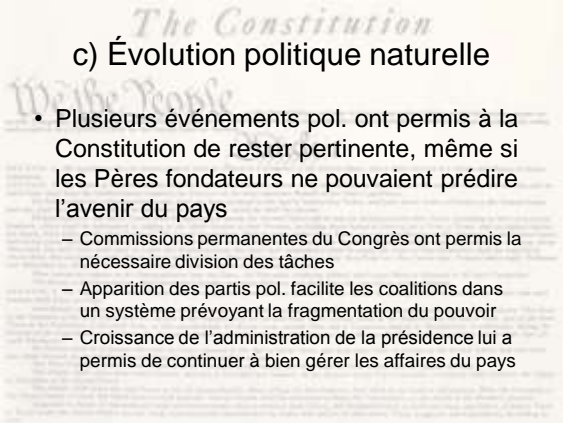 The Constitution
c) Évolution politique naturelle
We the People
• Plusieurs événements pol. ont permis à la
Constitution de rester pertinente, même si
les Pères fondateurs ne pouvaient prédire
l’avenir du pays
– Commissions permanentes du Congrès ont permis la
nécessaire division des tâches
– Apparition des partis pol. facilite les coalitions dans
un système prévoyant la fragmentation du pouvoir
– Croissance de l’administration de la présidence lui a
permis de continuer à bien gérer les affaires du pays